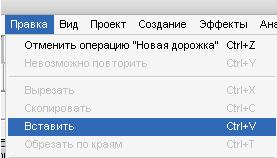 Правка Вид Проект Создание Эффекты
Отменить операцию "Новая дорожка" Ctrl+Z
Невозможно повторить Ctrl+Y
Вырезать Ctrl+X
Скопировать Ctrl+C
Вставить Ctrl+V
Обрезать по краям Ctrl+T